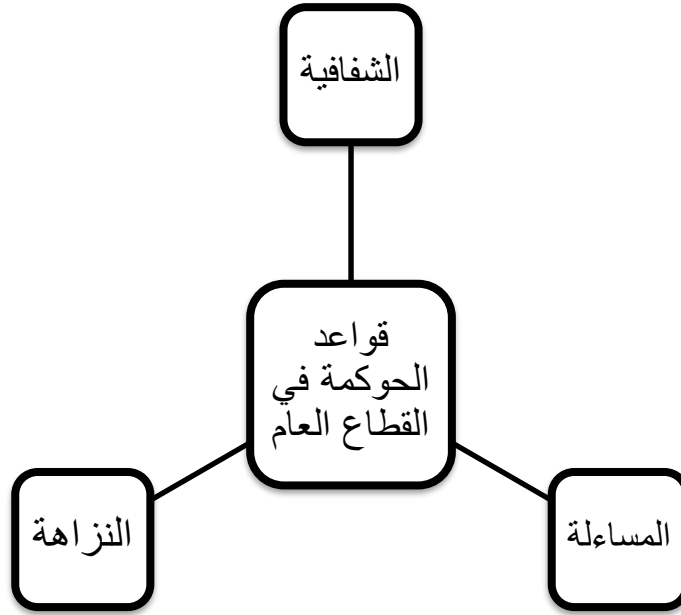 الشفافية
قواعد
الحوكمة في
القطاع العام
المساءلة
النزاهة